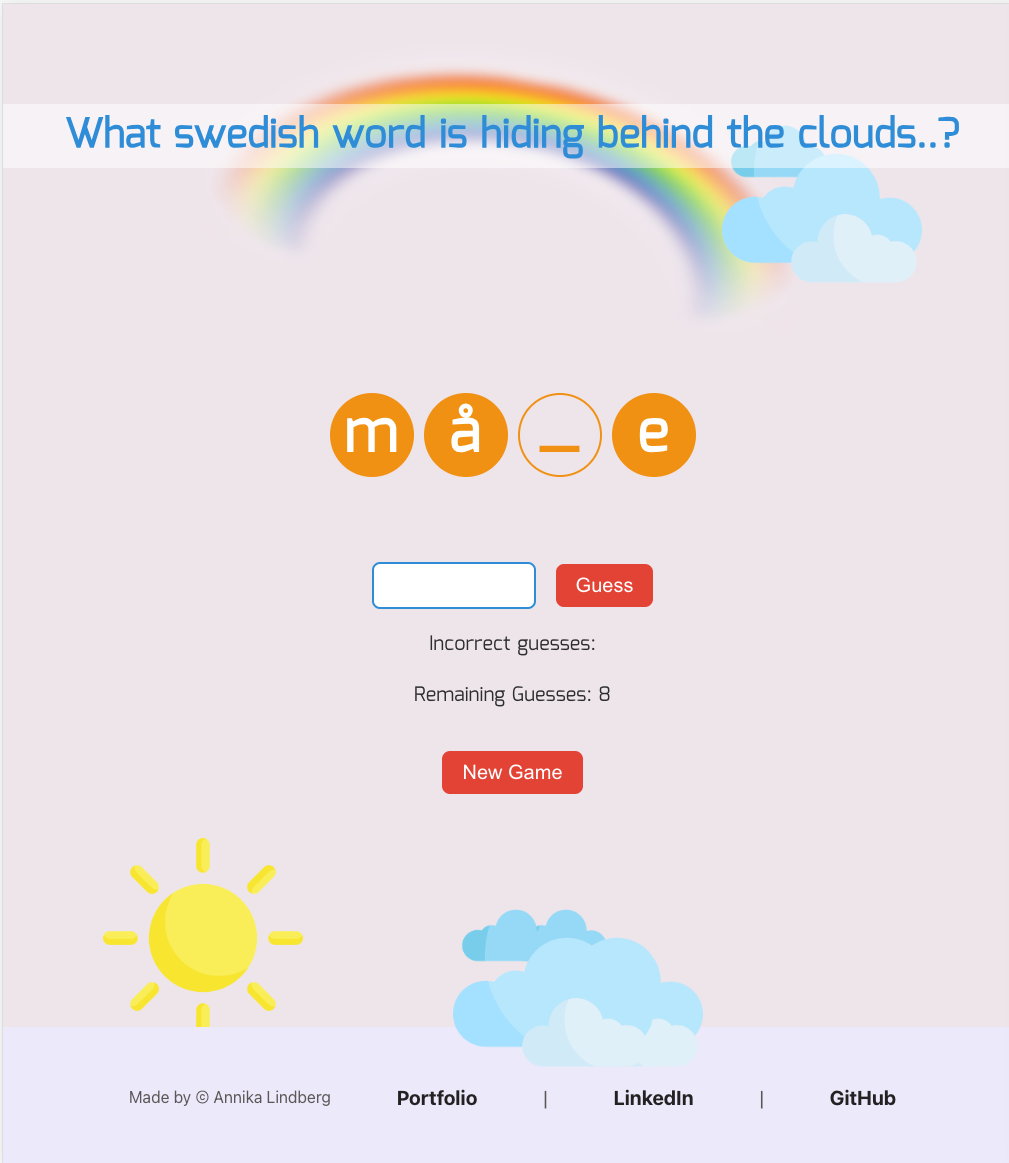 What swedish word is hiding behind the clouds..?
m å _ e
Guess
Incorrect guesses:
Remaining Guesses: 8
New Game
Made by © Annika Lindberg Portfolio | LinkedIn | GitHub